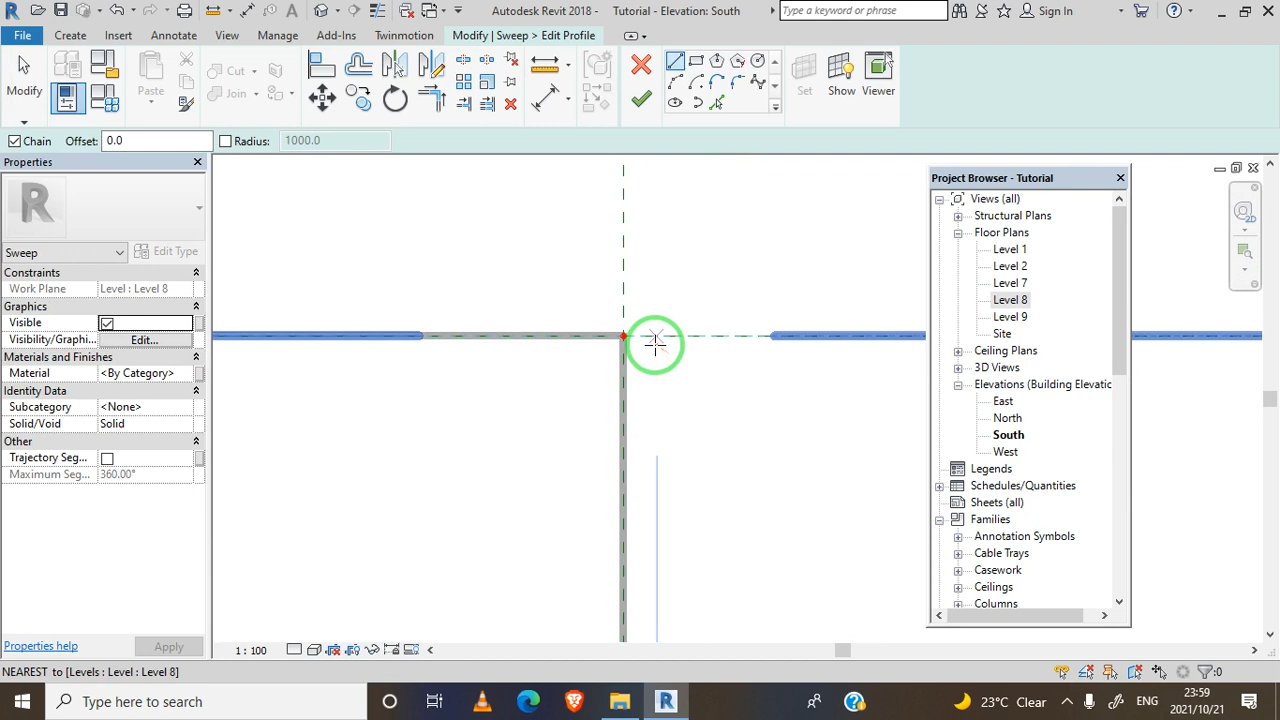 Autodesk Revit 2018 - Tutorial - Elevation: South
Type a keyword or phrase
Sign In
File
Create
Insert
Annotate
View
Manage
Add-Ins
Twinmotion
Modify | Sweep > Edit Profile
Modify
Paste
Cut
Join
Set
Show
Viewer
Chain
Offset:
0.0
Radius:
1000.0
Properties
Sweep
Edit Type
Constraints
Work Plane
Level : Level 8
Graphics
Visible
Visibility/Graphi...
Edit...
Materials and Finishes
Material
<By Category>
Identity Data
Subcategory
<None>
Solid/Void
Solid
Other
Trajectory Seg...
Maximum Seg...
360.00°
Properties help
Apply
Project Browser - Tutorial
Views (all)
Structural Plans
Floor Plans
Level 1
Level 2
Level 7
Level 8
Level 9
Site
Ceiling Plans
3D Views
Elevations (Building Elevatic
East
North
South
West
Legends
Schedules/Quantities
Sheets (all)
Families
Annotation Symbols
Cable Trays
Casework
Ceilings
Columns
2D
1 : 100
NEAREST to [Levels : Level : Level 8]
:0
Type here to search
23°C Clear
ENG
23:59
2021/10/21